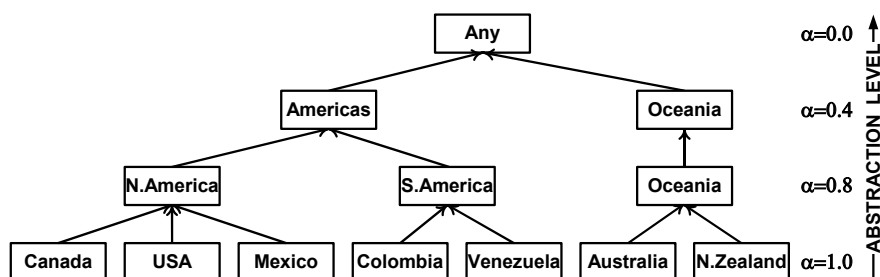 Any
α=0.0
Americas
Oceania
α=0.4
N.America
S.America
Oceania
α=0.8
Canada
USA
Mexico
Colombia
Venezuela
Australia
N.Zealand
α=1.0
ABSTRACTION LEVEL